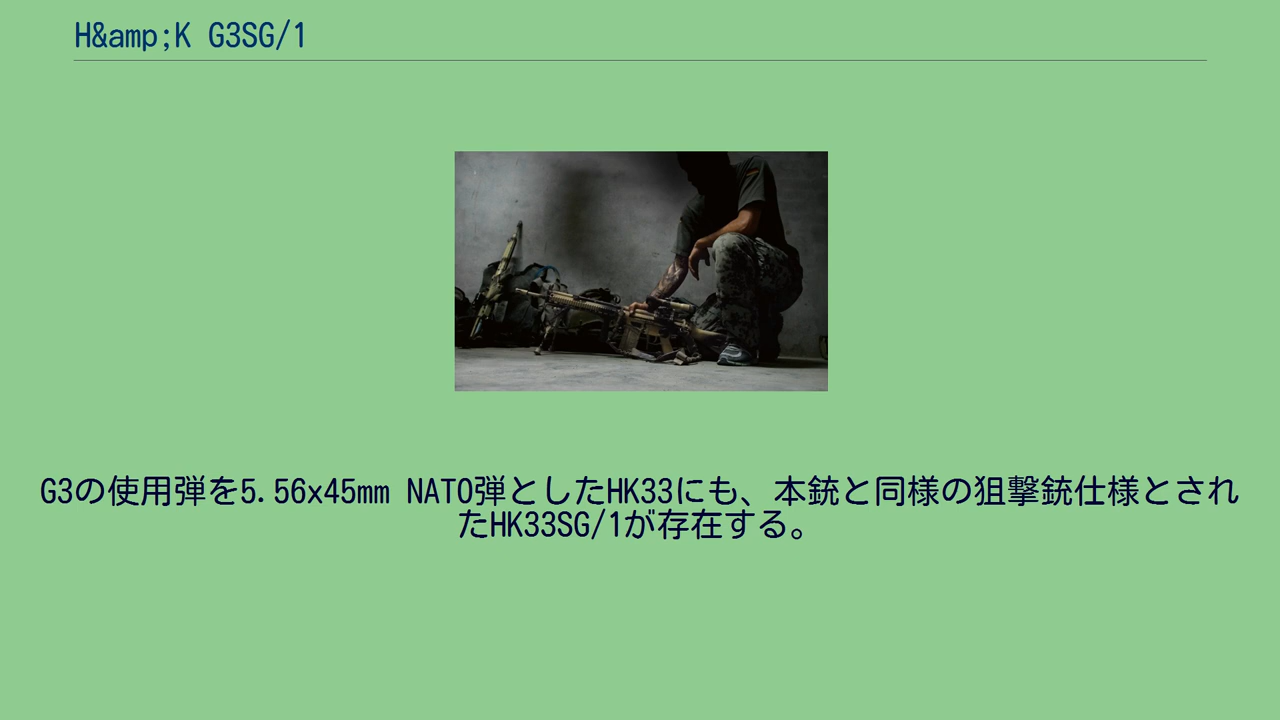 H&amp;K G3SG/1
G3の使用弾を5.56x45mm NATO弾としたHK33にも、本銃と同様の狙撃銃仕様とされ
たHK33SG/1が存在する。